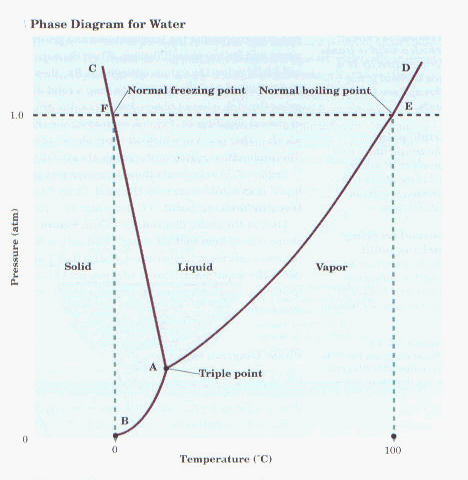 Phase Diagram for Water
C
D
Normal freezing point
Normal boiling point
F
E
1.0
Pressure (atm)
Solid
Liquid
Vapor
A
Triple point
B
0
0
100
Temperature (˚C)